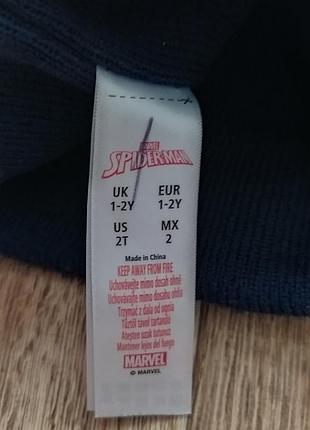 MARVEL
SPIDER-MAN
UK EUR
1-2Y 1-2Y
US MX
2T 2
Made in China
KEEP AWAY FROM FIRE
Uchovávejte mimo dosah ohně
Uchovávajte mimo dosahu ohňa
Trzymać z dala od ognia
Tűztől távol tartandó
Ateşten uzak tutunuz
Mantener lejos del fuego
MARVEL
© MARVEL